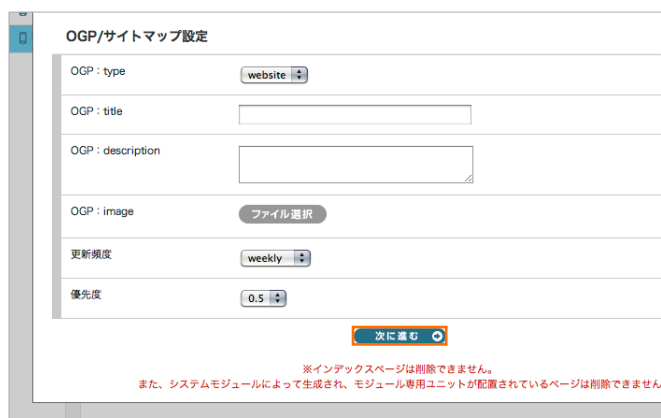 OGP/サイトマップ設定
OGP：type
website
OGP：title
OGP：description
OGP：image
ファイル選択
更新頻度
weekly
優先度
0.5
次に進む
※インデックスページは削除できません。
また、システムモジュールによって生成され、モジュール専用ユニットが配置されているページは削除できません